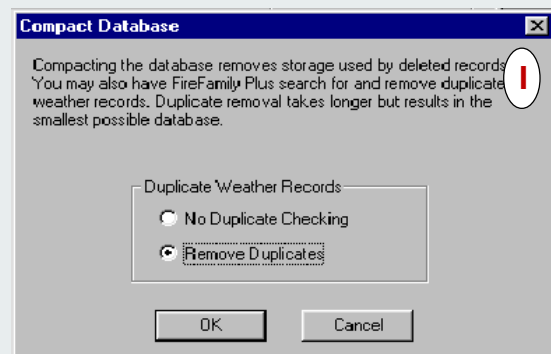 Compact Database
Compacting the database removes storage used by deleted records
You may also have FireFamily Plus search for and remove duplicate
weather records. Duplicate removal takes longer but results in the
smallest possible database.
I
Duplicate Weather Records
No Duplicate Checking
Remove Duplicates
OK
Cancel